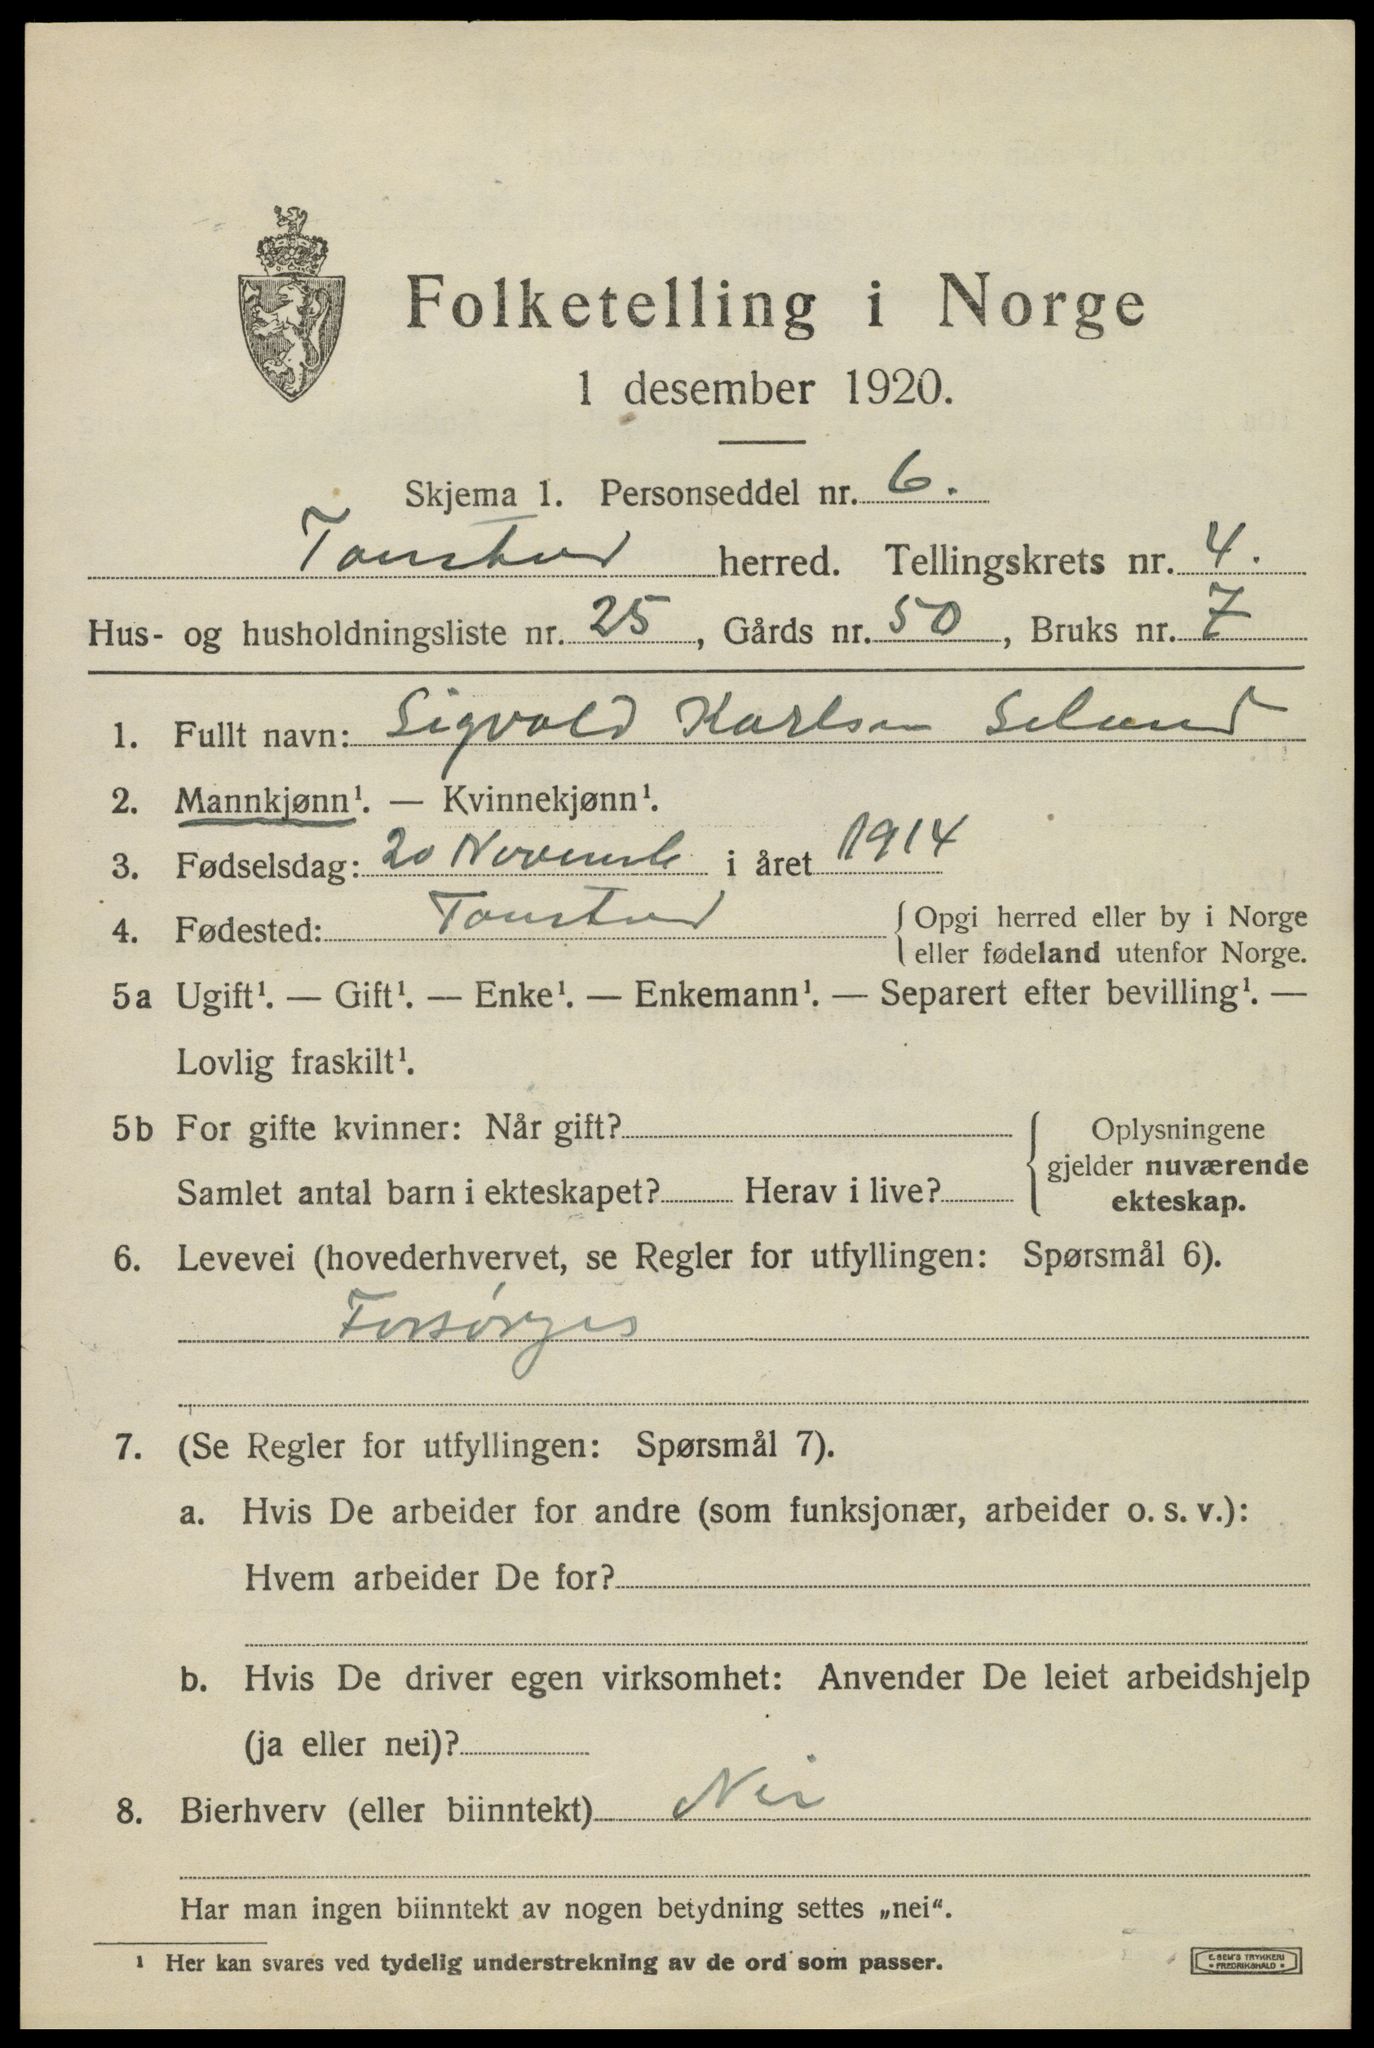 Folketelling i Norge
1 desember 1920.
Skjema 1. Personseddel nr. 6.
Tonstad herred. Tellingskrets nr. 4.
Hus- og husholdningsliste nr. 25, Gårds nr. 50, Bruks nr. 7
1. Fullt navn: Sigvald Karlsen Seland
2. Mannkjønn¹. — Kvinnekjønn¹.
3. Fødselsdag: 20 Novemb i året 1914
4. Fødested: Tonstad
{ Opgi herred eller by i Norge
eller fødeland utenfor Norge.
5a Ugift¹. — Gift¹. — Enke¹. — Enkemann¹. — Separert efter bevilling¹. —
Lovlig fraskilt¹.
5b For gifte kvinner: Når gift?
Samlet antal barn i ekteskapet? Herav i live?
{ Oplysningene
gjelder nuværende
ekteskap.
6. Levevei (hovederhvervet, se Regler for utfyllingen: Spørsmål 6).
Forsørges
7. (Se Regler for utfyllingen: Spørsmål 7).
a. Hvis De arbeider for andre (som funksjonær, arbeider o. s. v.):
Hvem arbeider De for?
b. Hvis De driver egen virksomhet: Anvender De leiet arbeidshjelp
(ja eller nei)?
8. Bierhverv (eller biinntekt) Nei
Har man ingen biinntekt av nogen betydning settes „nei“.
¹ Her kan svares ved tydelig understrekning av de ord som passer.
E. SEM'S TRYKKERI
• FREDRIKSHALD •